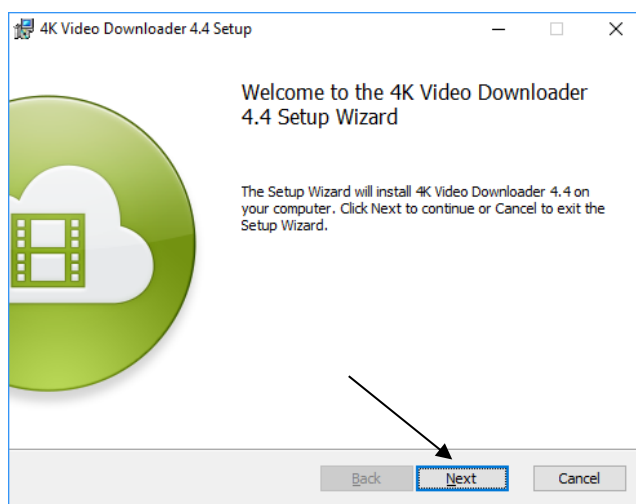 4K Video Downloader 4.4 Setup
Welcome to the 4K Video Downloader
4.4 Setup Wizard
The Setup Wizard will install 4K Video Downloader 4.4 on
your computer. Click Next to continue or Cancel to exit the
Setup Wizard.
Back Next Cancel